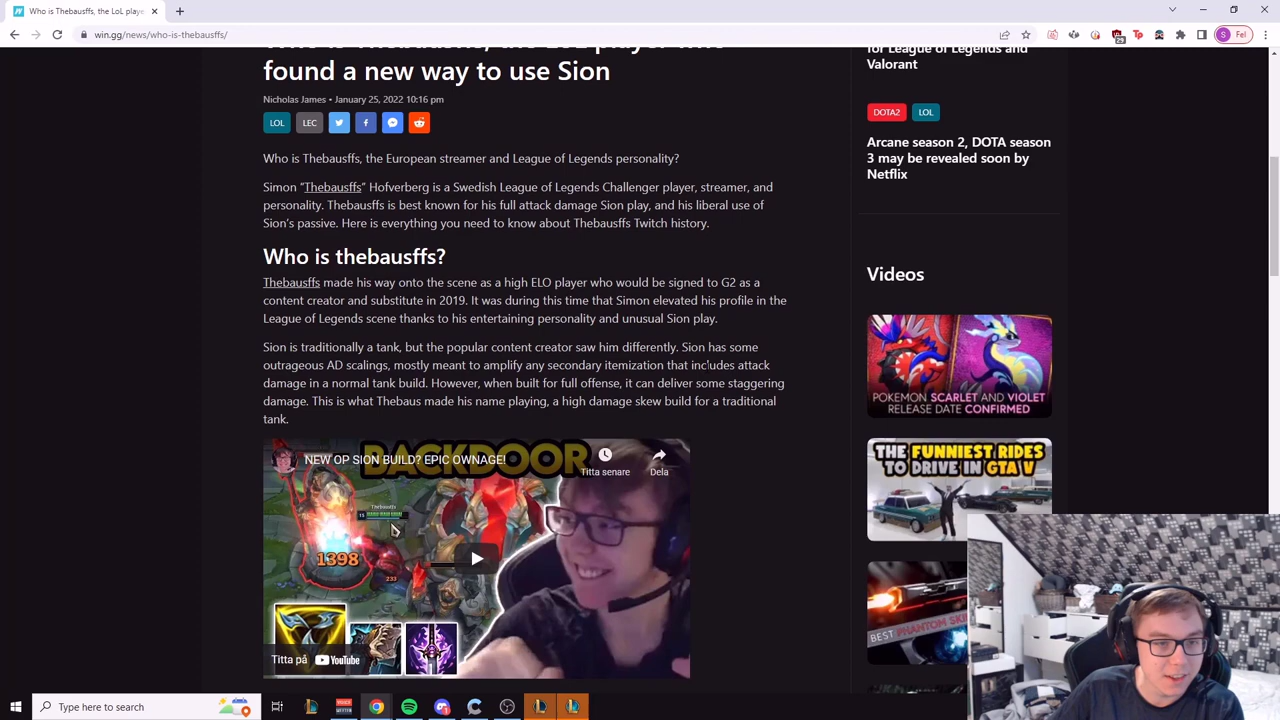 Who is Thebausffs, the LoL playe
win.gg/news/who-is-thebausffs/
29
Fel
found a new way to use Sion
Nicholas James • January 25, 2022 10:16 pm
LOL
LEC
Who is Thebausffs, the European streamer and League of Legends personality?
Simon “Thebausffs” Hofverberg is a Swedish League of Legends Challenger player, streamer, and
personality. Thebausffs is best known for his full attack damage Sion play, and his liberal use of
Sion’s passive. Here is everything you need to know about Thebausffs Twitch history.
Who is thebausffs?
Thebausffs made his way onto the scene as a high ELO player who would be signed to G2 as a
content creator and substitute in 2019. It was during this time that Simon elevated his profile in the
League of Legends scene thanks to his entertaining personality and unusual Sion play.
Sion is traditionally a tank, but the popular content creator saw him differently. Sion has some
outrageous AD scalings, mostly meant to amplify any secondary itemization that includes attack
damage in a normal tank build. However, when built for full offense, it can deliver some staggering
damage. This is what Thebaus made his name playing, a high damage skew build for a traditional
tank.
BACKDOOR
NEW OP SION BUILD? EPIC OWNAGE!
Titta senare
Dela
Thebausffs
15
1398
233
Titta på YouTube
for League of Legends and
Valorant
DOTA2
LOL
Arcane season 2, DOTA season
3 may be revealed soon by
Netflix
Videos
POKEMON SCARLET AND VIOLET
RELEASE DATE CONFIRMED
THE FUNNIEST RIDES
TO DRIVE IN GTA V
BEST PHANTOM SKIN
Type here to search